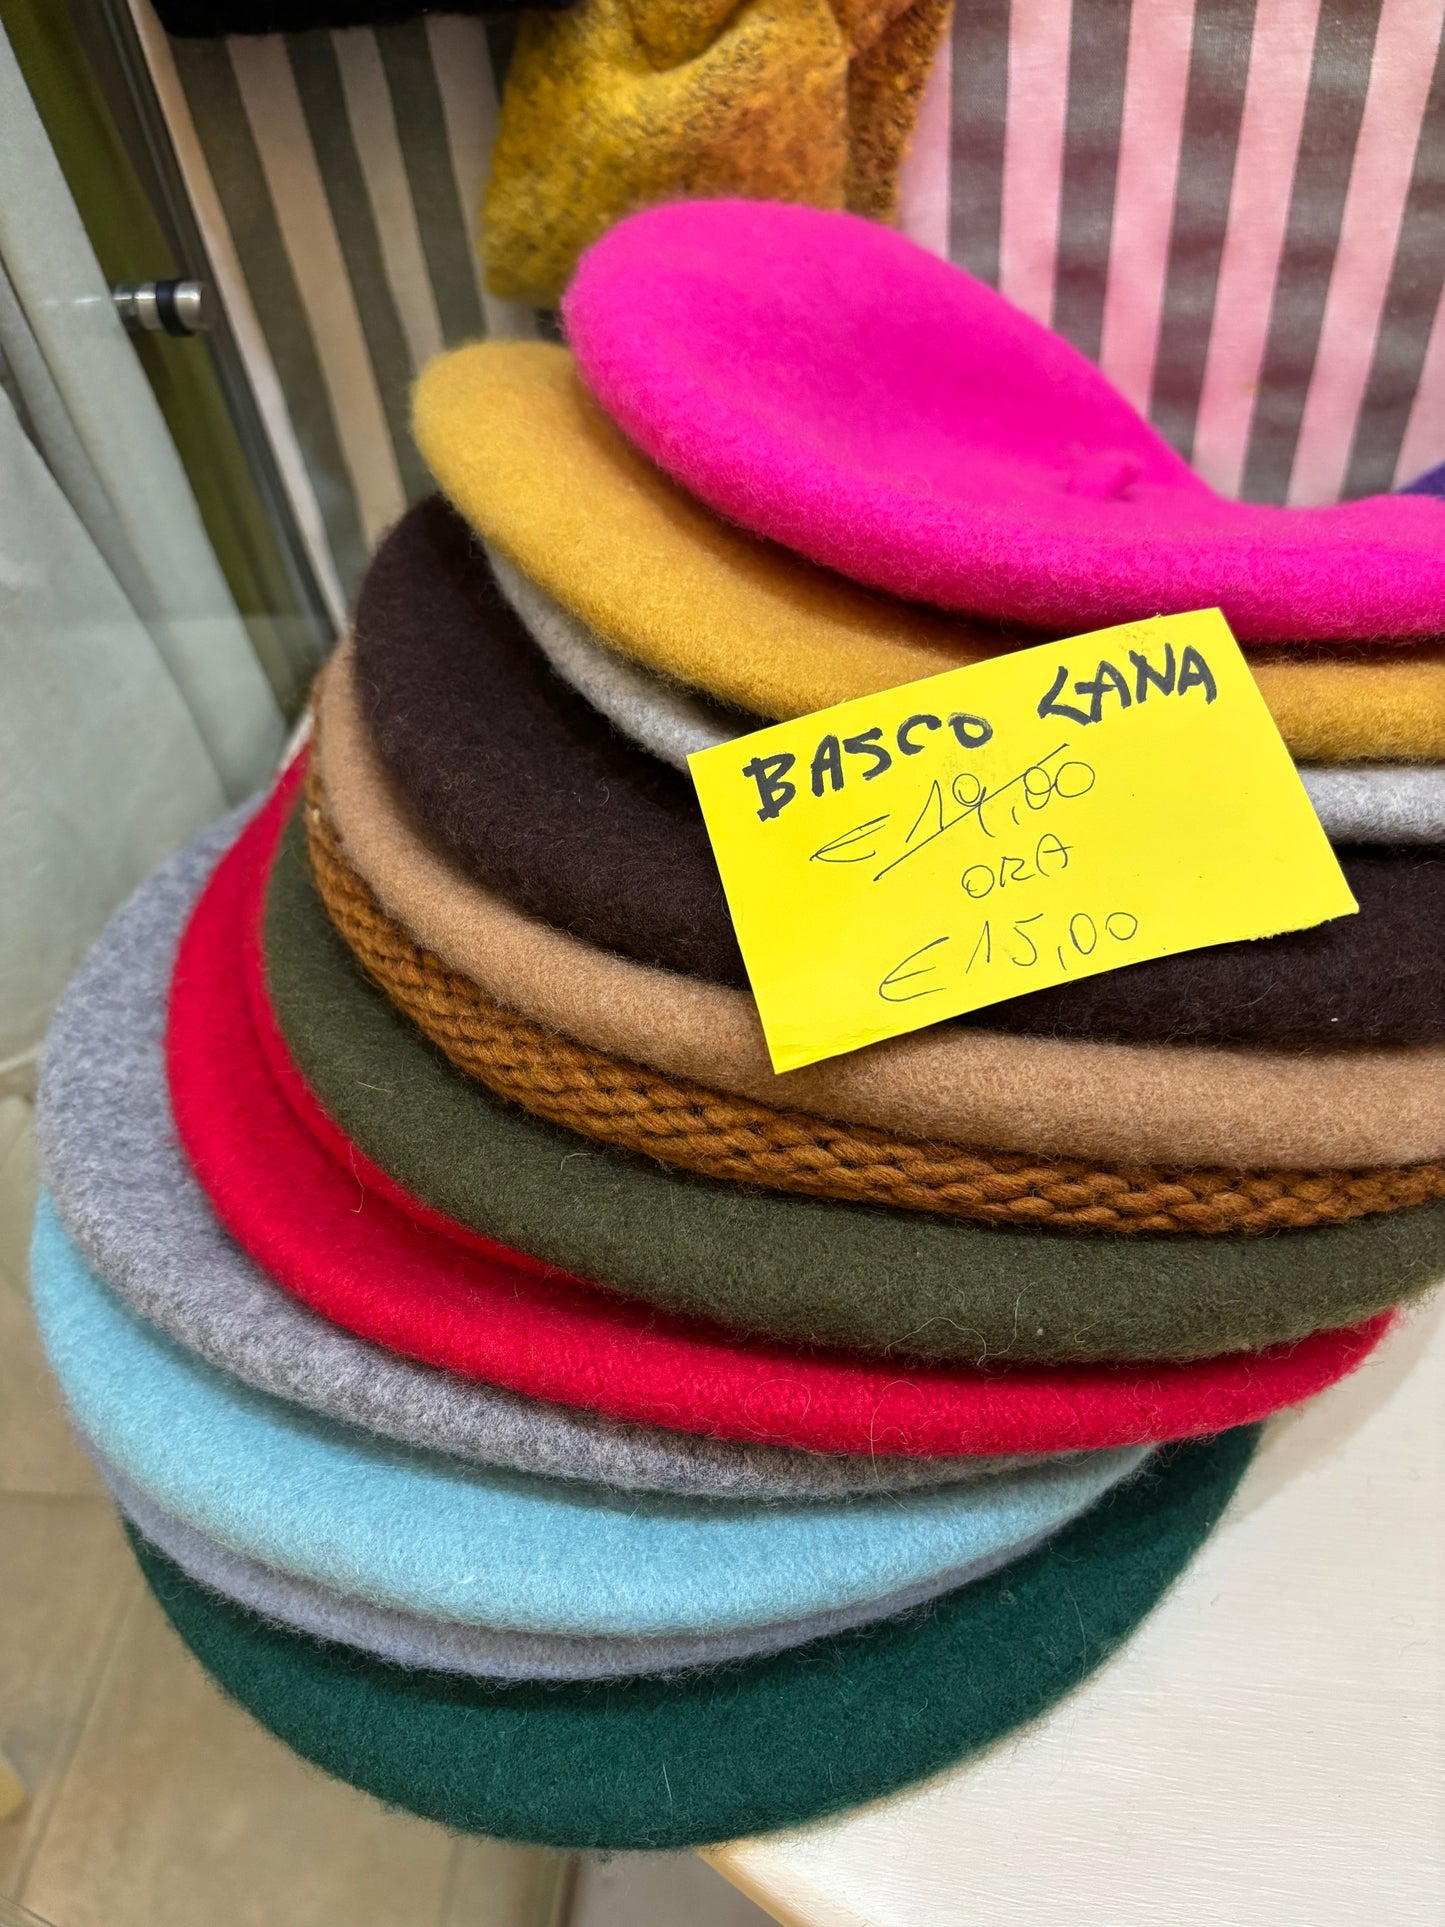 BASCO LANA
€ 19,00
ORA
€ 15,00